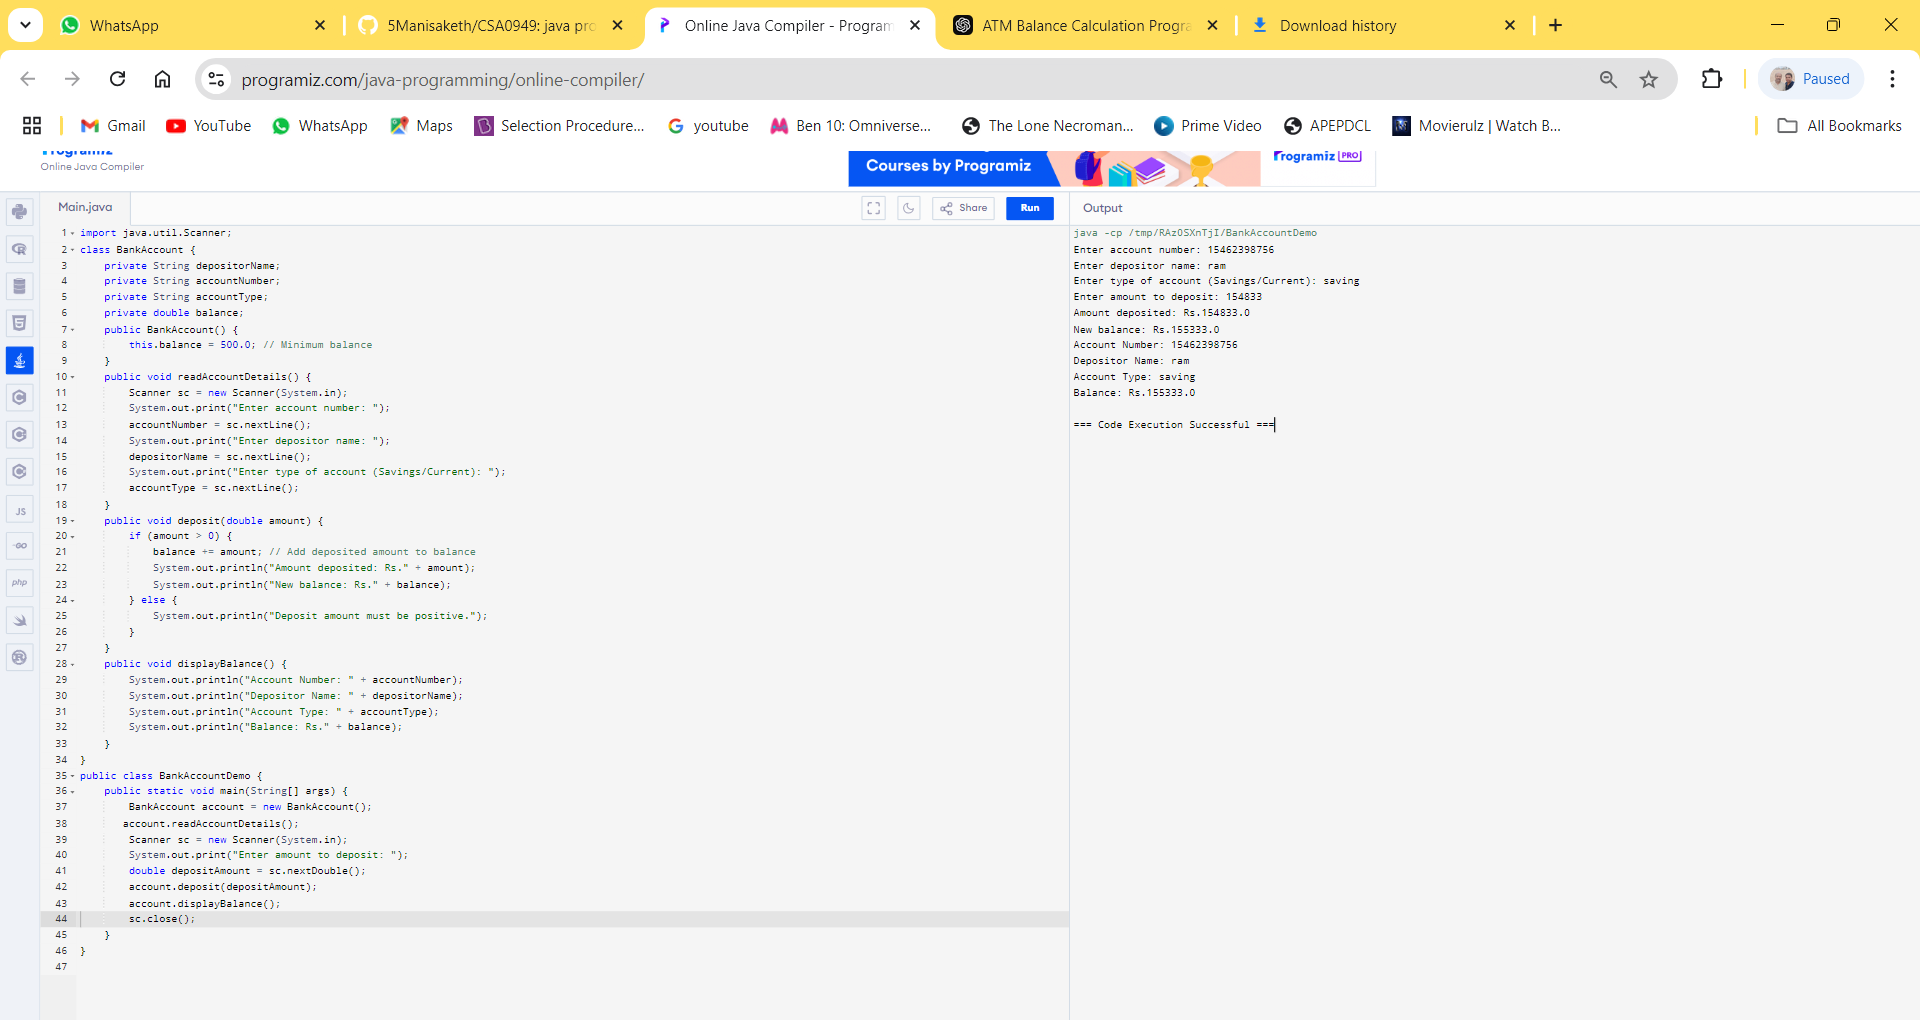 WhatsApp
5Manisaketh/CSA0949: java pro
Online Java Compiler - Program
ATM Balance Calculation Progra
Download history
programiz.com/java-programming/online-compiler/
Paused
Gmail
YouTube
WhatsApp
Maps
Selection Procedure...
youtube
Ben 10: Omniverse...
The Lone Necroman...
Prime Video
APEPDCL
Movierulz | Watch B...
All Bookmarks
Programiz
Online Java Compiler
Courses by Programiz
Programiz PRO
Main.java
Share
Run
Output
JS
GO
php
1 import java.util.Scanner;
2 class BankAccount {
3 private String depositorName;
4 private String accountNumber;
5 private String accountType;
6 private double balance;
7 public BankAccount() {
8 this.balance = 500.0; // Minimum balance
9 }
10 public void readAccountDetails() {
11 Scanner sc = new Scanner(System.in);
12 System.out.print("Enter account number: ");
13 accountNumber = sc.nextLine();
14 System.out.print("Enter depositor name: ");
15 depositorName = sc.nextLine();
16 System.out.print("Enter type of account (Savings/Current): ");
17 accountType = sc.nextLine();
18 }
19 public void deposit(double amount) {
20 if (amount > 0) {
21 balance += amount; // Add deposited amount to balance
22 System.out.println("Amount deposited: Rs." + amount);
23 System.out.println("New balance: Rs." + balance);
24 } else {
25 System.out.println("Deposit amount must be positive.");
26 }
27 }
28 public void displayBalance() {
29 System.out.println("Account Number: " + accountNumber);
30 System.out.println("Depositor Name: " + depositorName);
31 System.out.println("Account Type: " + accountType);
32 System.out.println("Balance: Rs." + balance);
33 }
34 }
35 public class BankAccountDemo {
36 public static void main(String[] args) {
37 BankAccount account = new BankAccount();
38 account.readAccountDetails();
39 Scanner sc = new Scanner(System.in);
40 System.out.print("Enter amount to deposit: ");
41 double depositAmount = sc.nextDouble();
42 account.deposit(depositAmount);
43 account.displayBalance();
44 sc.close();
45 }
46 }
47
java -cp /tmp/RAzOSXnTjI/BankAccountDemo
Enter account number: 15462398756
Enter depositor name: ram
Enter type of account (Savings/Current): saving
Enter amount to deposit: 154833
Amount deposited: Rs.154833.0
New balance: Rs.155333.0
Account Number: 15462398756
Depositor Name: ram
Account Type: saving
Balance: Rs.155333.0
=== Code Execution Successful ===